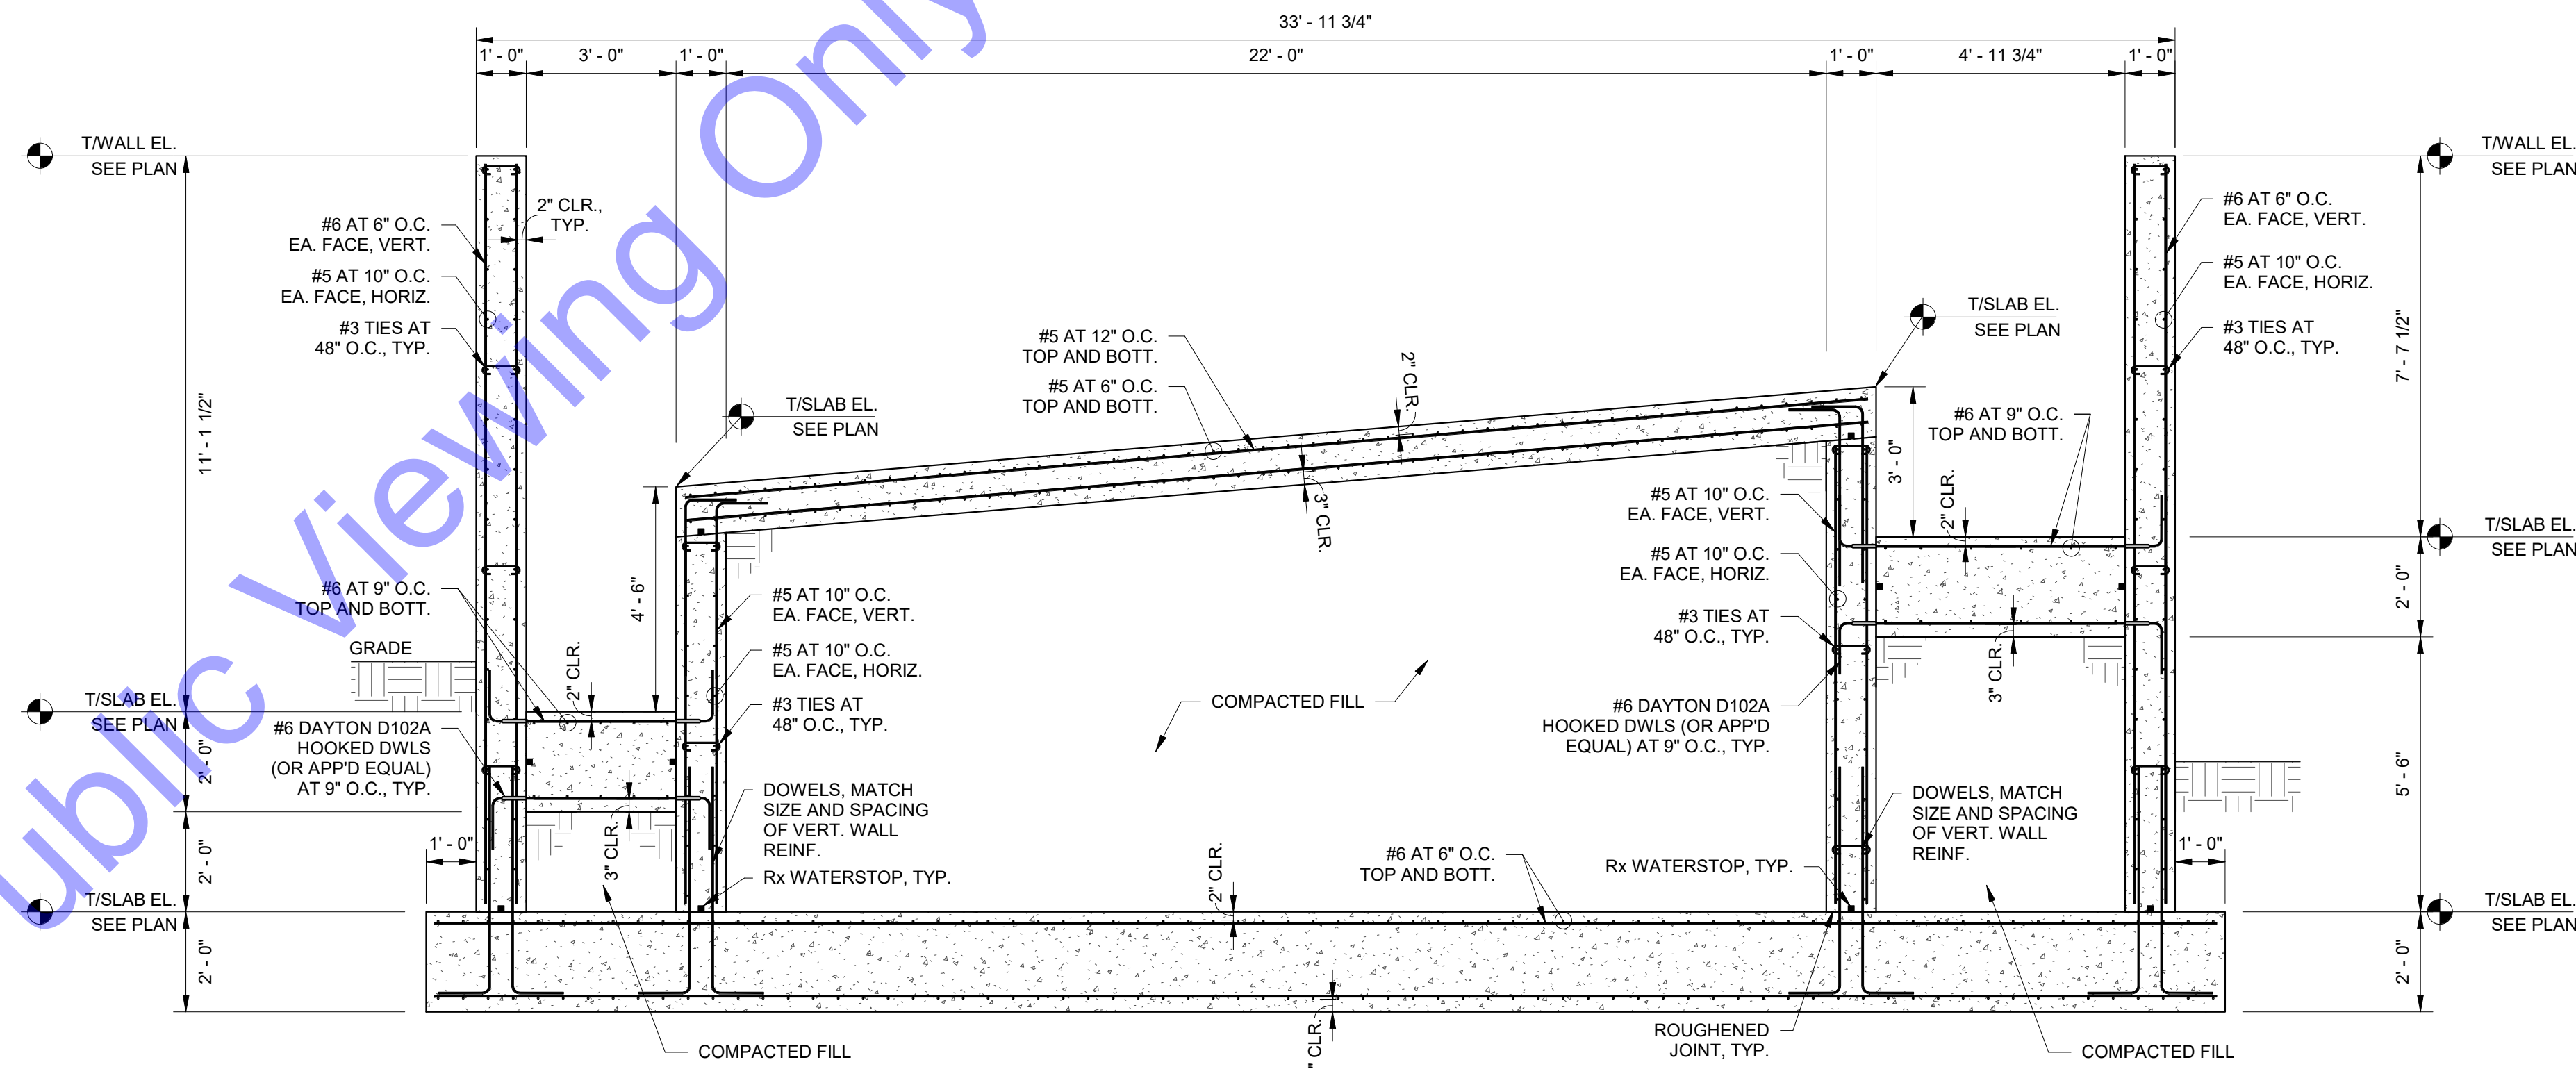 33' - 11 3/4"
1' - 0"
3' - 0"
1' - 0"
22' - 0"
1' - 0"
4' - 11 3/4"
1' - 0"
T/WALL EL.
SEE PLAN
#6 AT 6" O.C.
EA. FACE, VERT.
#5 AT 10" O.C.
EA. FACE, HORIZ.
#3 TIES AT
48" O.C., TYP.
2" CLR.,
TYP.
11' - 1 1/2"
T/SLAB EL.
SEE PLAN
#5 AT 12" O.C.
TOP AND BOTT.
#5 AT 6" O.C.
TOP AND BOTT.
2" CLR.
3" CLR.
T/SLAB EL.
SEE PLAN
T/WALL EL.
SEE PLAN
#6 AT 6" O.C.
EA. FACE, VERT.
#5 AT 10" O.C.
EA. FACE, HORIZ.
#3 TIES AT
48" O.C., TYP.
7' - 7 1/2"
#6 AT 9" O.C.
TOP AND BOTT.
3' - 0"
2" CLR.
3" CLR.
T/SLAB EL.
SEE PLAN
2' - 0"
5' - 6"
4' - 6"
#6 AT 9" O.C.
TOP AND BOTT.
GRADE
2" CLR.
T/SLAB EL.
SEE PLAN
#6 DAYTON D102A
HOOKED DWLS
(OR APP'D EQUAL)
AT 9" O.C., TYP.
2' - 0"
2' - 0"
1' - 0"
3" CLR.
#5 AT 10" O.C.
EA. FACE, VERT.
#5 AT 10" O.C.
EA. FACE, HORIZ.
#3 TIES AT
48" O.C., TYP.
DOWELS, MATCH
SIZE AND SPACING
OF VERT. WALL
REINF.
Rx WATERSTOP, TYP.
COMPACTED FILL
#5 AT 10" O.C.
EA. FACE, VERT.
#5 AT 10" O.C.
EA. FACE, HORIZ.
#3 TIES AT
48" O.C., TYP.
#6 DAYTON D102A
HOOKED DWLS (OR APP'D
EQUAL) AT 9" O.C., TYP.
DOWELS, MATCH
SIZE AND SPACING
OF VERT. WALL
REINF.
Rx WATERSTOP, TYP.
1' - 0"
2" CLR.
#6 AT 6" O.C.
TOP AND BOTT.
T/SLAB EL.
SEE PLAN
2' - 0"
T/SLAB EL.
SEE PLAN
2' - 0"
COMPACTED FILL
" CLR.
ROUGHENED
JOINT, TYP.
COMPACTED FILL
ublic Viewing Only